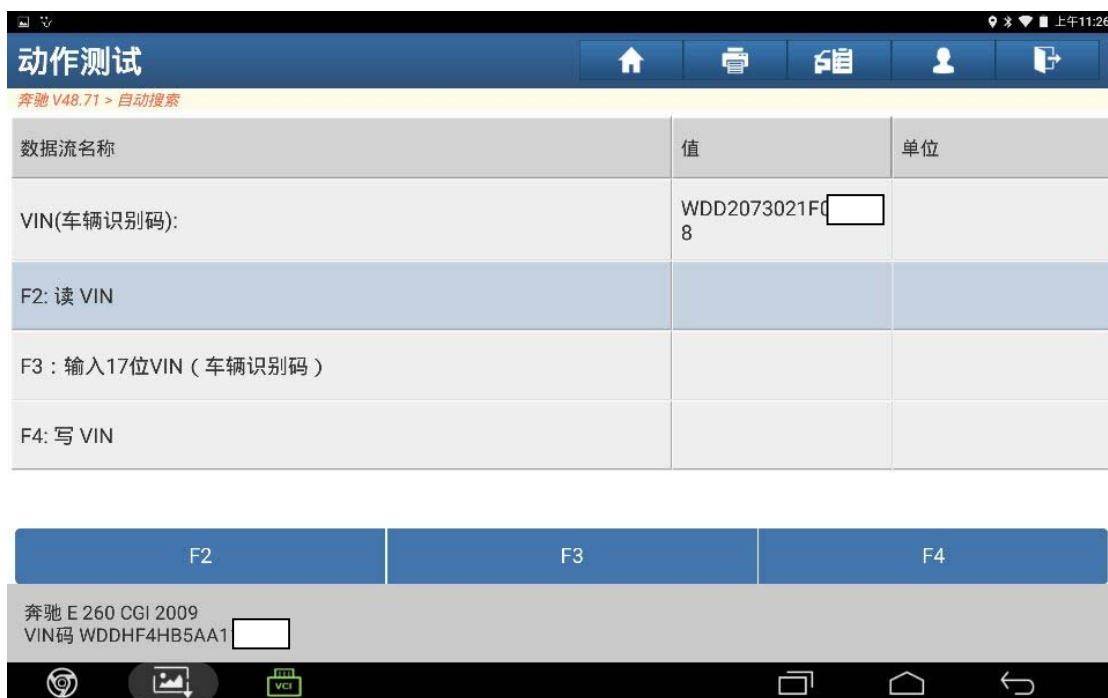 上午11:26
动作测试
奔驰 V48.71 > 自动搜索
数据流名称 值 单位
VIN(车辆识别码): WDD2073021F0
8
F2: 读 VIN
F3：输入17位VIN（车辆识别码）
F4: 写 VIN
F2 F3 F4
奔驰 E 260 CGI 2009
VIN码 WDDHF4HB5AA1
VCI